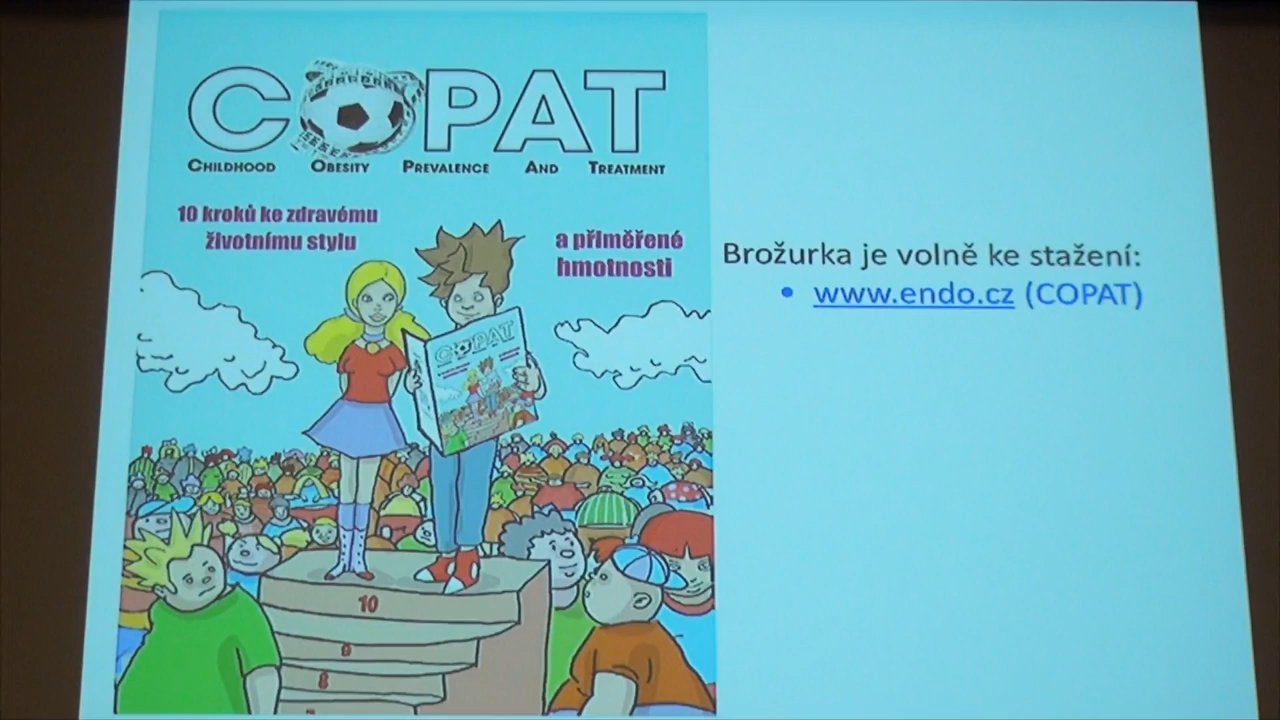 COPAT
CHILDHOOD OBESITY PREVALENCE AND TREATMENT
10 kroků ke zdravému
životnímu stylu
a přiměřené
hmotnosti
Brožurka je volně ke stažení:
• www.endo.cz (COPAT)
COPAT
10
9
8